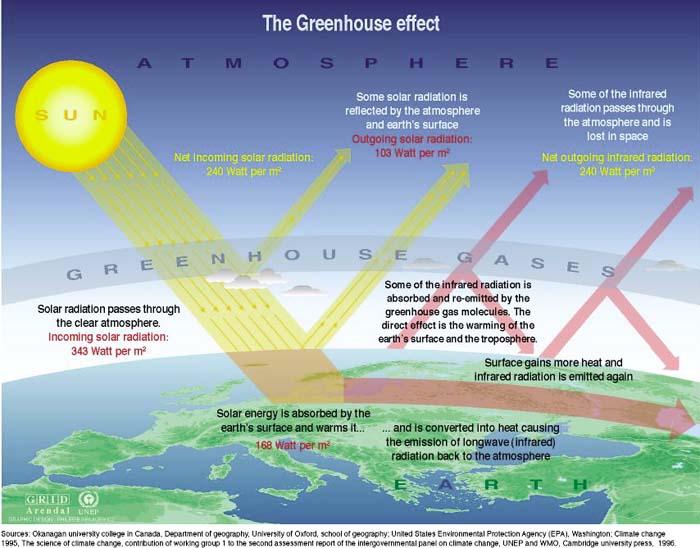 The Greenhouse effect
ATMOSPHERE
SUN
Some solar radiation is
reflected by the atmosphere
and earth's surface
Outgoing solar radiation:
103 Watt per m²
Some of the infrared
radiation passes through
the atmosphere and is
lost in space
Net outgoing infrared radiation:
240 Watt per m²
Net incoming solar radiation:
240 Watt per m²
GREENHOUSE GASES
Solar radiation passes through
the clear atmosphere.
Incoming solar radiation:
343 Watt per m²
Some of the infrared radiation is
absorbed and re-emitted by the
greenhouse gas molecules. The
direct effect is the warming of the
earth's surface and the troposphere.
Surface gains more heat and
infrared radiation is emitted again
Solar energy is absorbed by the
earth's surface and warms it...
168 Watt per m²
... and is converted into heat causing
the emission of longwave (infrared)
radiation back to the atmosphere
EARTH
GRID
Arendal UNEP
GRAPHIC DESIGN: PHILIPPE REKACEWICZ
Sources: Okanagan university college in Canada, Department of geography, University of Oxford, school of geography; United States Environmental Protection Agency (EPA), Washington; Climate change
1995, The science of climate change, contribution of working group 1 to the second assessment report of the intergovernmental panel on climate change, UNEP and WMO, Cambridge university press, 1996.